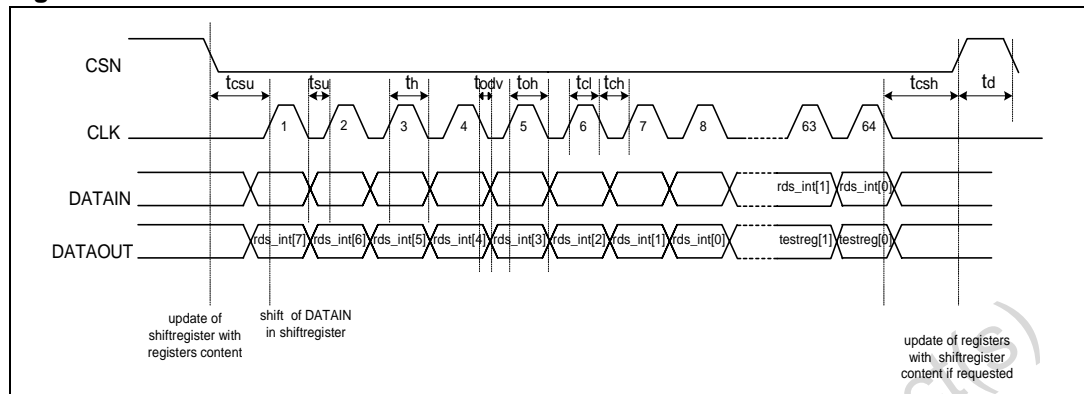 CSN
tcsu
tsu
th
todv
toh
tcl
tch
tcsh
td
CLK
1
2
3
4
5
6
7
8
63
64
DATAIN
rds_int[1]
rds_int[0]
DATAOUT
rds_int[7]
rds_int[6]
rds_int[5]
rds_int[4]
rds_int[3]
rds_int[2]
rds_int[1]
rds_int[0]
testreg[1]
testreg[0]
update of
shiftregister with
registers content
shift of DATAIN
in shiftregister
update of registers
with shiftregister
content if requested
ct(s)